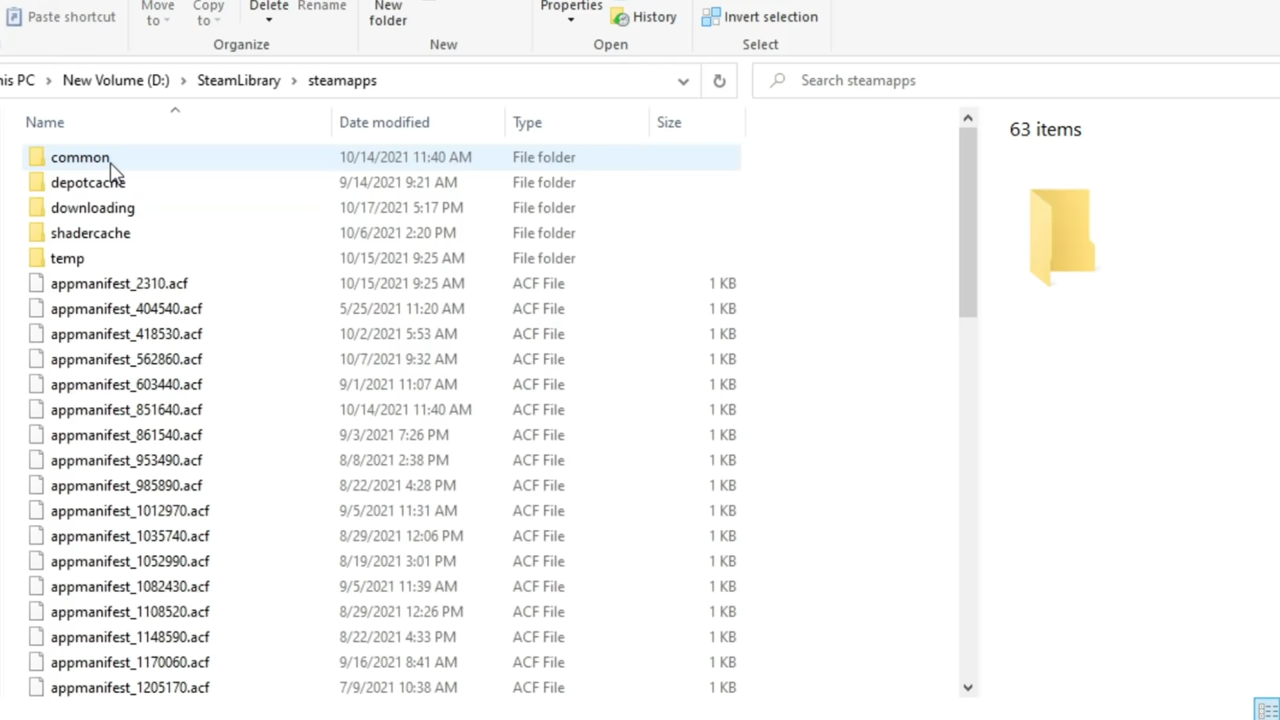 Paste shortcut
Move to
Copy to
Delete
Rename
New folder
Properties
History
Invert selection
Organize
New
Open
Select
his PC > New Volume (D:) > SteamLibrary > steamapps
Search steamapps
Name Date modified Type Size
common 10/14/2021 11:40 AM File folder
depotcache 9/14/2021 9:21 AM File folder
downloading 10/17/2021 5:17 PM File folder
shadercache 10/6/2021 2:20 PM File folder
temp 10/15/2021 9:25 AM File folder
appmanifest_2310.acf 10/15/2021 9:25 AM ACF File 1 KB
appmanifest_404540.acf 5/25/2021 11:20 AM ACF File 1 KB
appmanifest_418530.acf 10/2/2021 5:53 AM ACF File 1 KB
appmanifest_562860.acf 10/7/2021 9:32 AM ACF File 1 KB
appmanifest_603440.acf 9/1/2021 11:07 AM ACF File 1 KB
appmanifest_851640.acf 10/14/2021 11:40 AM ACF File 1 KB
appmanifest_861540.acf 9/3/2021 7:26 PM ACF File 1 KB
appmanifest_953490.acf 8/8/2021 2:38 PM ACF File 1 KB
appmanifest_985890.acf 8/22/2021 4:28 PM ACF File 1 KB
appmanifest_1012970.acf 9/5/2021 11:31 AM ACF File 1 KB
appmanifest_1035740.acf 8/29/2021 12:06 PM ACF File 1 KB
appmanifest_1052990.acf 8/19/2021 3:01 PM ACF File 1 KB
appmanifest_1082430.acf 9/5/2021 11:39 AM ACF File 1 KB
appmanifest_1108520.acf 8/29/2021 12:26 PM ACF File 1 KB
appmanifest_1148590.acf 8/22/2021 4:33 PM ACF File 1 KB
appmanifest_1170060.acf 9/16/2021 8:41 AM ACF File 1 KB
appmanifest_1205170.acf 7/9/2021 10:38 AM ACF File 1 KB
63 items